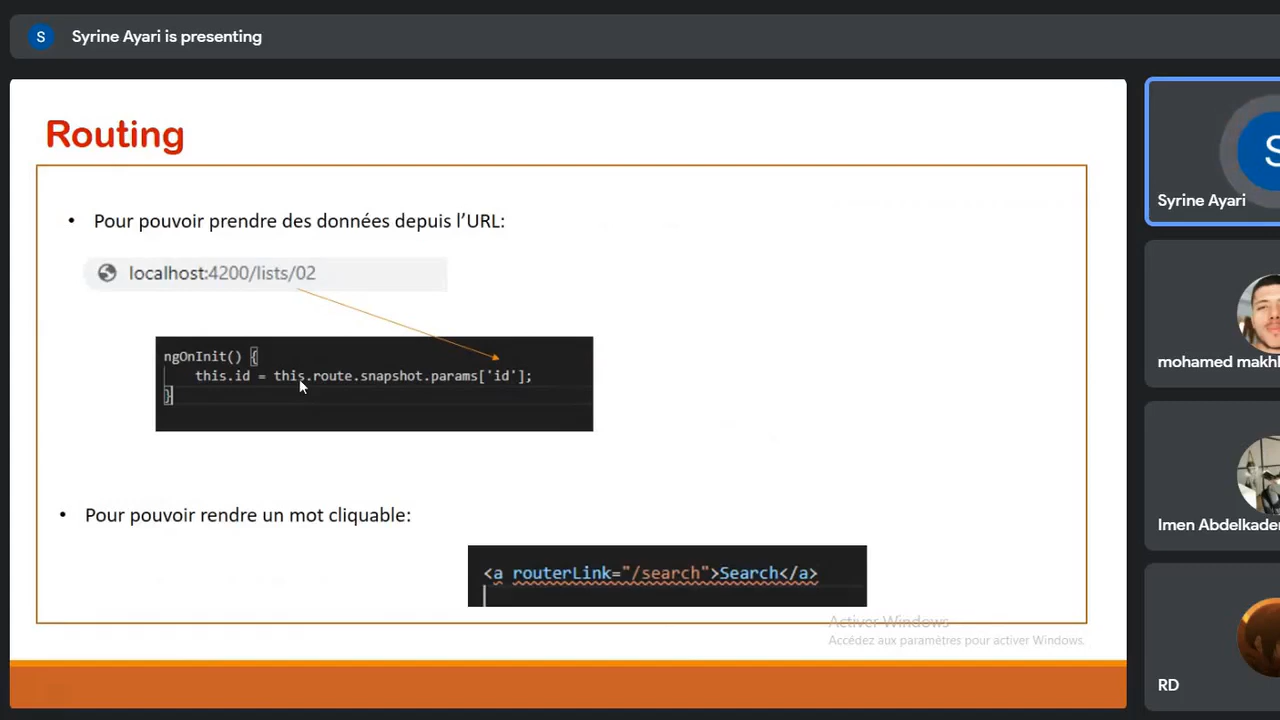 S Syrine Ayari is presenting
Routing
• Pour pouvoir prendre des données depuis l'URL:
localhost:4200/lists/02
ngOnInit() {
this.id = this.route.snapshot.params['id'];
}
• Pour pouvoir rendre un mot cliquable:
<a routerLink="/search">Search</a>
Activer Windows
Accédez aux paramètres pour activer Windows.
S
Syrine Ayari
mohamed makhl
Imen Abdelkader
RD